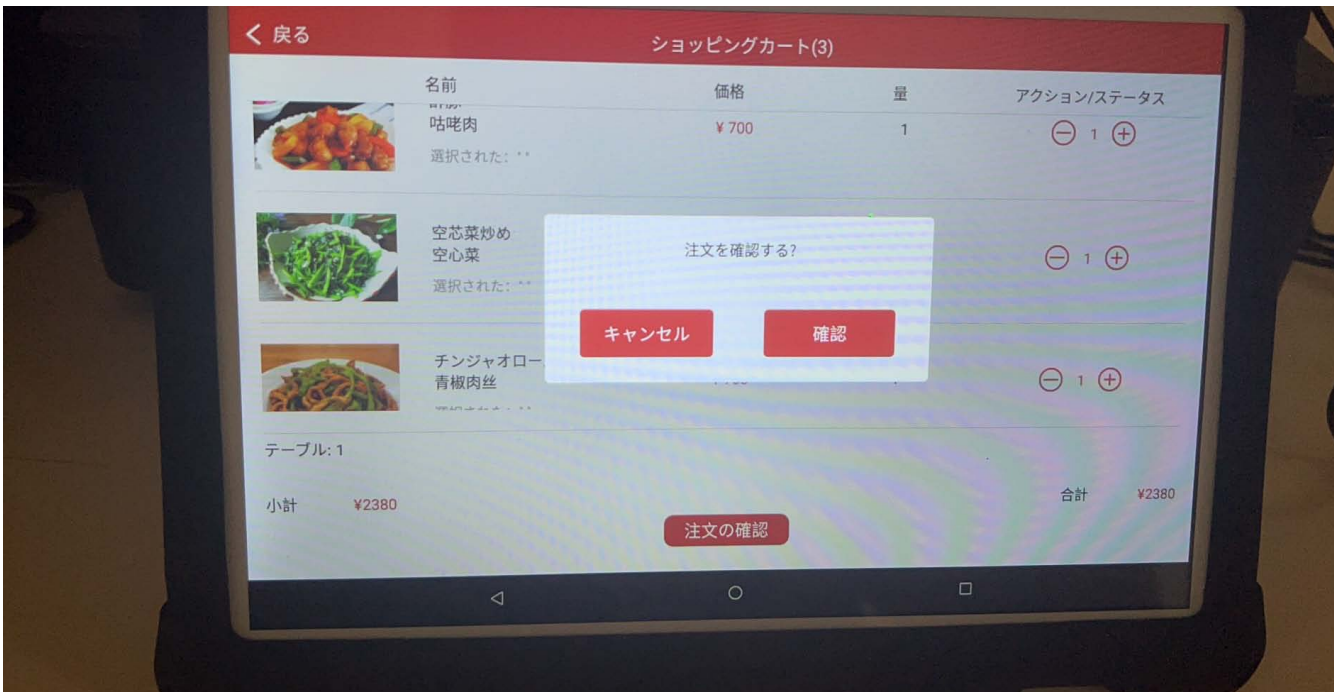 戻る
ショッピングカート(3)
名前 価格 量 アクション/ステータス
咕咾肉 ¥ 700 1 1
選択された: **
空芯菜炒め
空心菜 1
選択された: **
注文を確認する?
キャンセル 確認
チンジャオロー
青椒肉丝 1
テーブル: 1
小計 ¥2380
合計 ¥2380
注文の確認